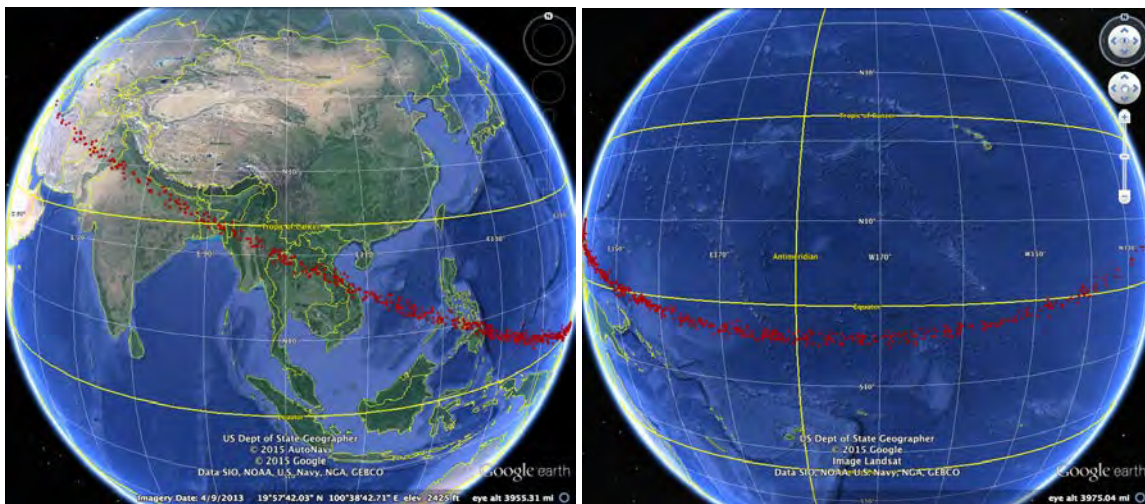 N
Tropic of Cancer
N30°
E90°
E110°
E130°
N10°
Equator
US Dept of State Geographer
© 2015 AutoNavi
© 2015 Google
Data SIO, NOAA, U.S. Navy, NGA, GEBCO
Google earth
Imagery Date: 4/9/2013 19°57'42.03" N 100°38'42.71" E elev 2425 ft eye alt 3955.31 mi
N
N30°
Tropic of Cancer
N10°
E150°
E170°
Antimeridian
W170°
W150°
W130°
Equator
S10°
US Dept of State Geographer
© 2015 Google
Image Landsat
Data SIO, NOAA, U.S. Navy, NGA, GEBCO
Google earth
eye alt 3975.04 mi